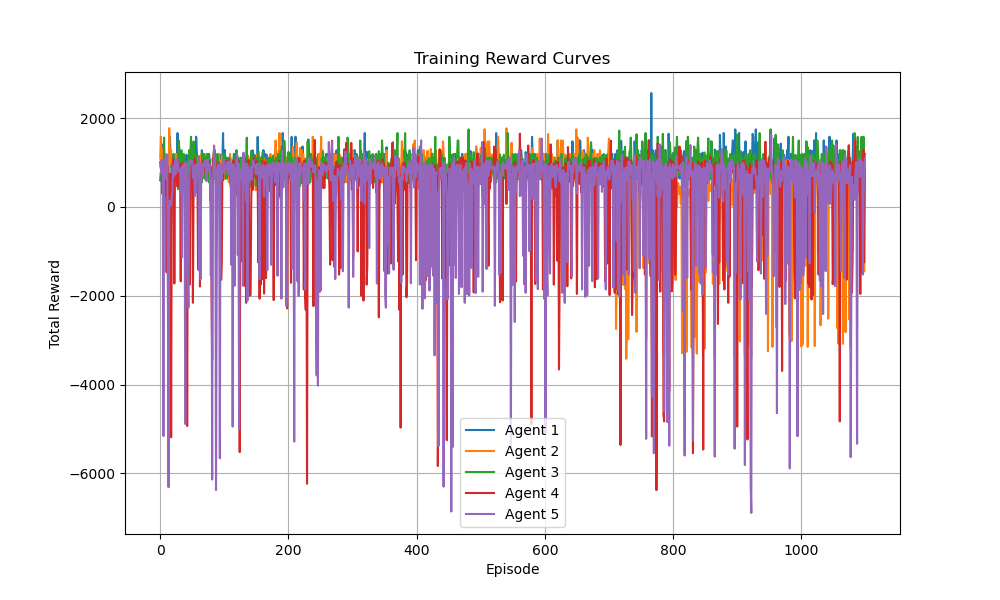 Training Reward Curves
Total Reward
2000
0
−2000
−4000
−6000
Agent 1
Agent 2
Agent 3
Agent 4
Agent 5
0 200 400 600 800 1000
Episode